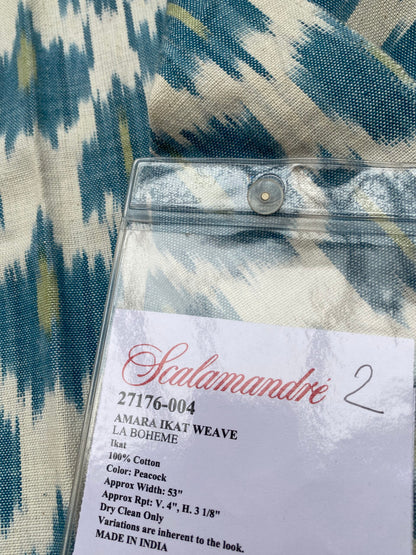 Scalamandré 2
27176-004
AMARA IKAT WEAVE
LA BOHEME
Ikat
100% Cotton
Color: Peacock
Approx Width: 53"
Approx Rpt: V. 4", H. 3 1/8"
Dry Clean Only
Variations are inherent to the look.
MADE IN INDIA